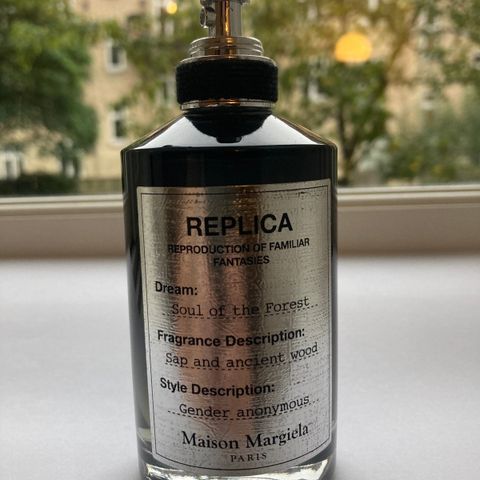 REPLICA
REPRODUCTION OF FAMILIAR
FANTASIES
Dream:
Soul of the Forest
Fragrance Description:
Sap and ancient wood
Style Description:
Gender anonymous
Maison Margiela
PARIS